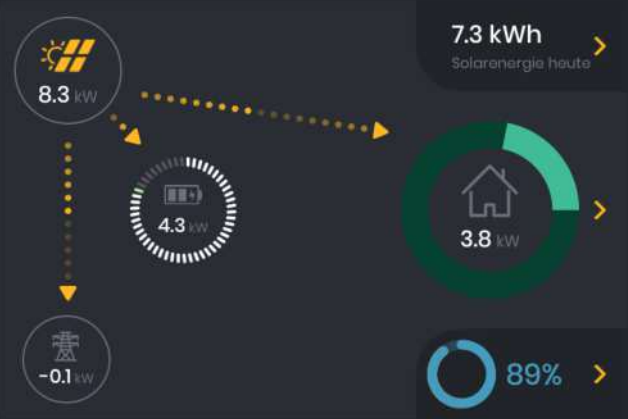 7.3 kWh
Solarenergie heute
8.3 kW
4.3 kW
3.8 kW
-0.1 kW
89%